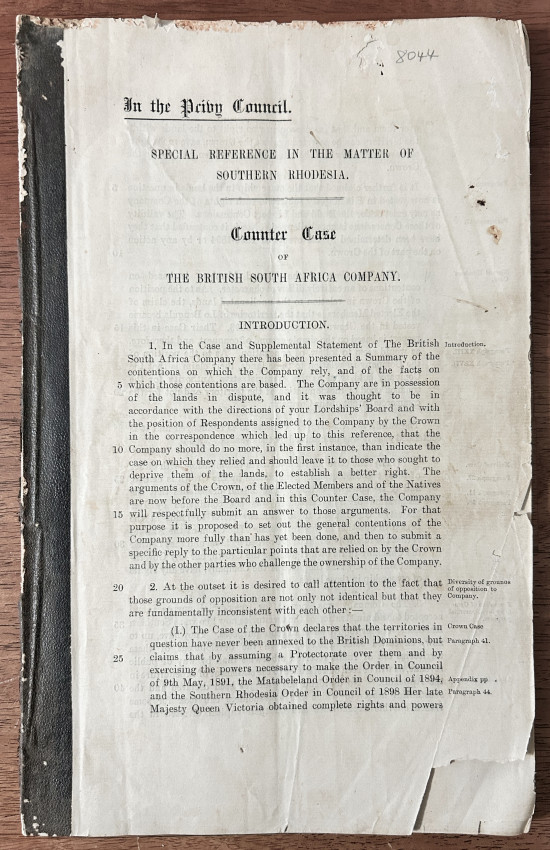 8044
In the Privy Council.
SPECIAL REFERENCE IN THE MATTER OF
SOUTHERN RHODESIA.
Counter Case
OF
THE BRITISH SOUTH AFRICA COMPANY.
INTRODUCTION.
1. In the Case and Supplemental Statement of The British Introduction.
South Africa Company there has been presented a Summary of the
contentions on which the Company rely, and of the facts on
5 which those contentions are based. The Company are in possession
of the lands in dispute, and it was thought to be in
accordance with the directions of your Lordships' Board and with
the position of Respondents assigned to the Company by the Crown
in the correspondence which led up to this reference, that the
10 Company should do no more, in the first instance, than indicate the
case on which they relied and should leave it to those who sought to
deprive them of the lands, to establish a better right. The
arguments of the Crown, of the Elected Members and of the Natives
are now before the Board and in this Counter Case, the Company
15 will respectfully submit an answer to those arguments. For that
purpose it is proposed to set out the general contentions of the
Company more fully than has yet been done, and then to submit a
specific reply to the particular points that are relied on by the Crown
and by the other parties who challenge the ownership of the Company.
20 2. At the outset it is desired to call attention to the fact that Diversity of grounds
those grounds of opposition are not only not identical but that they of opposition to
are fundamentally inconsistent with each other :— Company.
(I.) The Case of the Crown declares that the territories in Crown Case
question have never been annexed to the British Dominions, but Paragraph 41.
25 claims that by assuming a Protectorate over them and by
exercising the powers necessary to make the Order in Council
of 9th May, 1891, the Matabeleland Order in Council of 1894, Appendix pp
and the Southern Rhodesia Order in Council of 1898 Her late Paragraph 44.
Majesty Queen Victoria obtained complete rights and powers